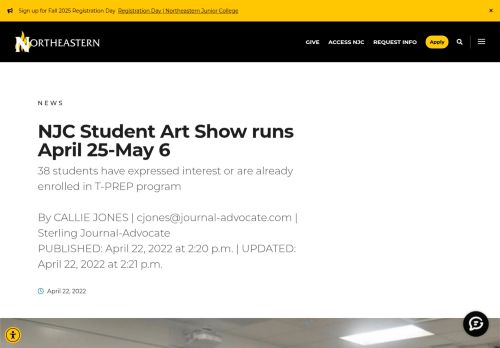 Sign up for Fall 2025 Registration Day Registration Day | Northeastern Junior College ×
NORTHEASTERN
GIVE ACCESS NJC REQUEST INFO Apply
NEWS
NJC Student Art Show runs
April 25-May 6
38 students have expressed interest or are already
enrolled in T-PREP program
By CALLIE JONES | cjones@journal-advocate.com |
Sterling Journal-Advocate
PUBLISHED: April 22, 2022 at 2:20 p.m. | UPDATED:
April 22, 2022 at 2:21 p.m.
April 22, 2022